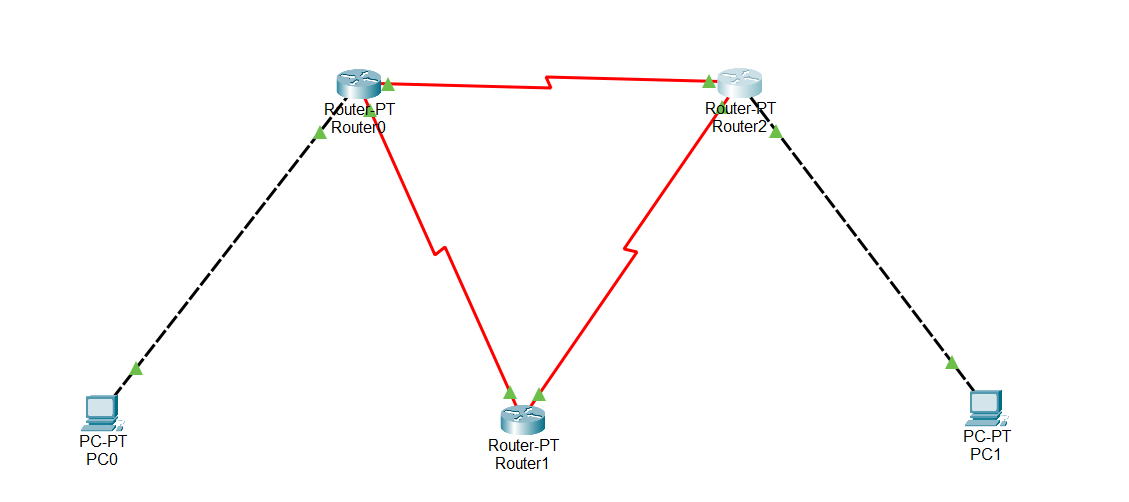 Router-PT
Router0
Router-PT
Router2
PC-PT
PC0
Router-PT
Router1
PC-PT
PC1